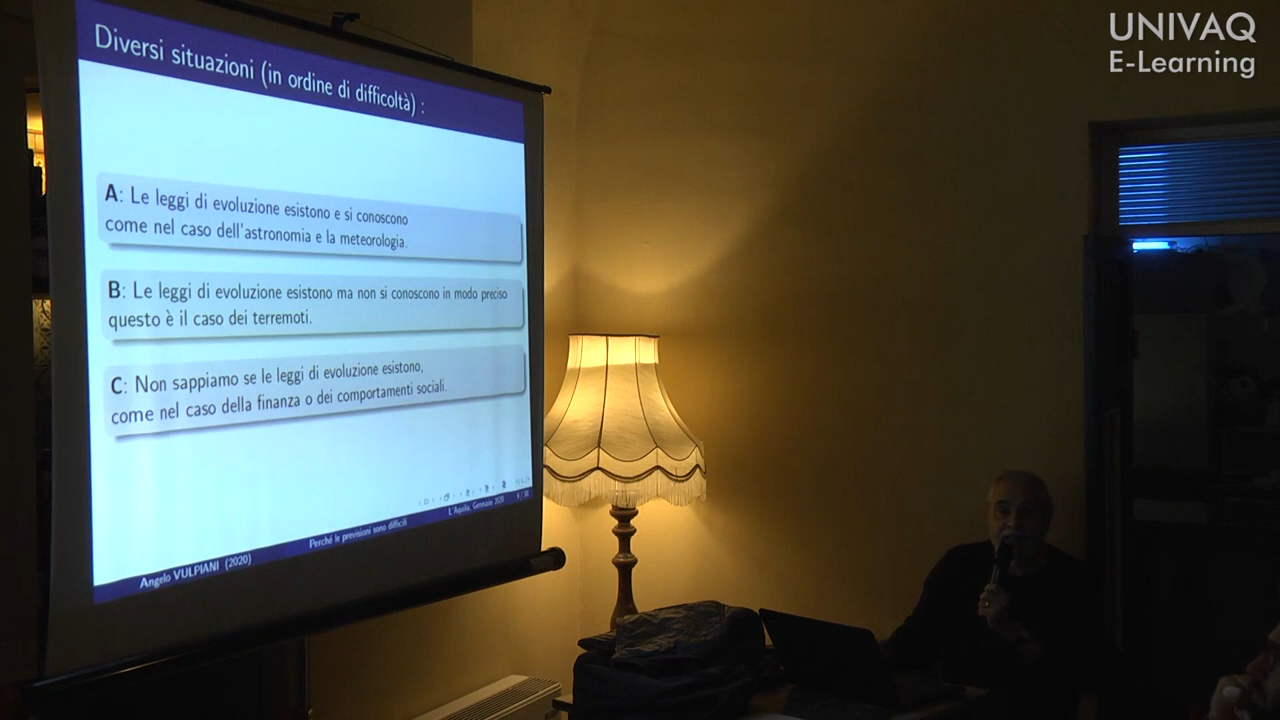 UNIVAQ
E-Learning
Diversi situazioni (in ordine di difficoltà) :
A: Le leggi di evoluzione esistono e si conoscono
come nel caso dell'astronomia e la meteorologia.
B: Le leggi di evoluzione esistono ma non si conoscono in modo preciso
questo è il caso dei terremoti.
C: Non sappiamo se le leggi di evoluzione esistono,
come nel caso della finanza o dei comportamenti sociali.
Angelo VULPIANI (2020)
Perché le previsioni sono difficili
L'Aquila, Gennaio 2020